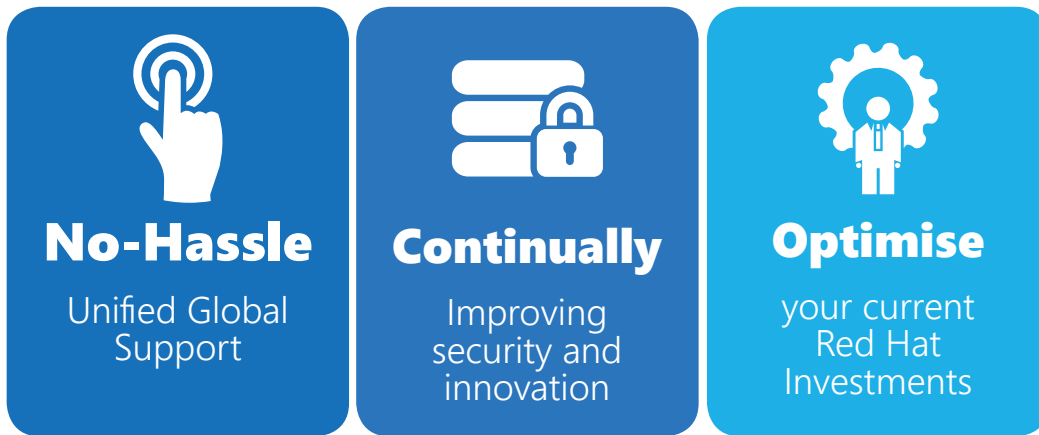 No-Hassle
Unified Global
Support
Continually
Improving
security and
innovation
Optimise
your current
Red Hat
Investments